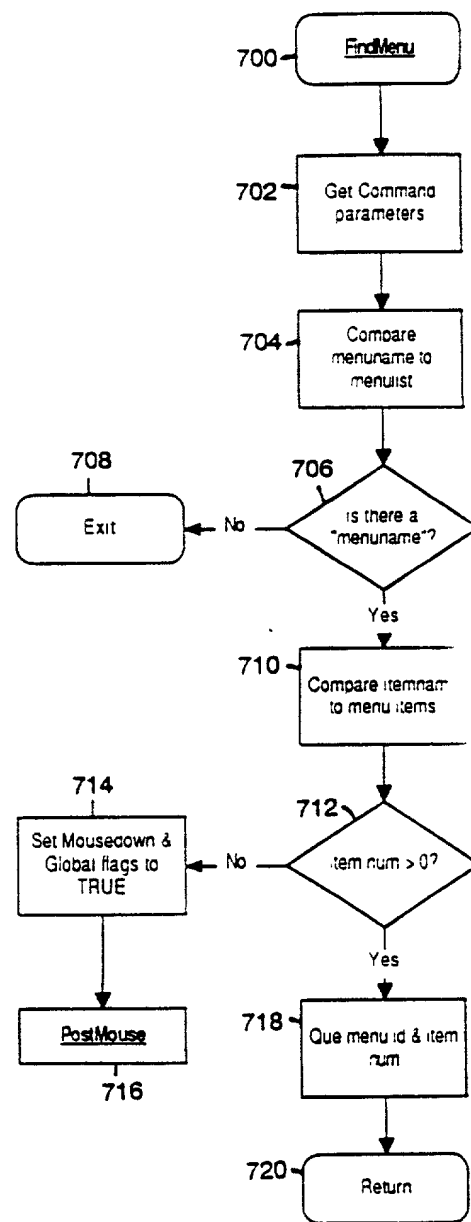 700
FindMenu
702
Get Command
parameters
704
Compare
menuname to
menulist
708
Exit
706
No
Is there a
"menuname"?
Yes
710
Compare itemnam
to menu items
714
Set Mousedown &
Global flags to
TRUE
712
No
item num > 0?
Yes
PostMouse
716
718
Que menu id & item
num
720
Return